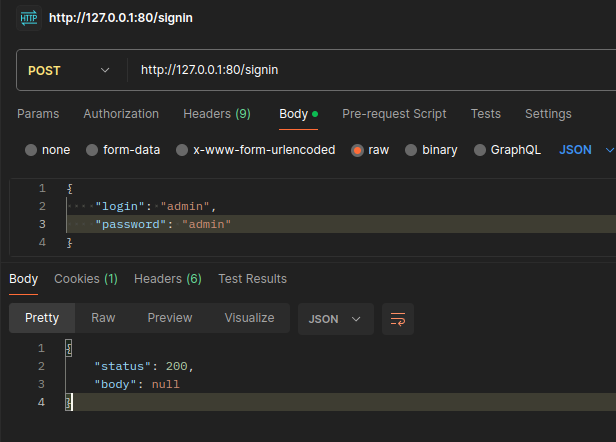 HTTP http://127.0.0.1:80/signin
POST http://127.0.0.1:80/signin
Params Authorization Headers (9) Body Pre-request Script Tests Settings
none form-data x-www-form-urlencoded raw binary GraphQL JSON
1 {
2 "login": "admin",
3 "password": "admin"
4 }
Body Cookies (1) Headers (6) Test Results
Pretty Raw Preview Visualize JSON
1 {
2 "status": 200,
3 "body": null
4 }